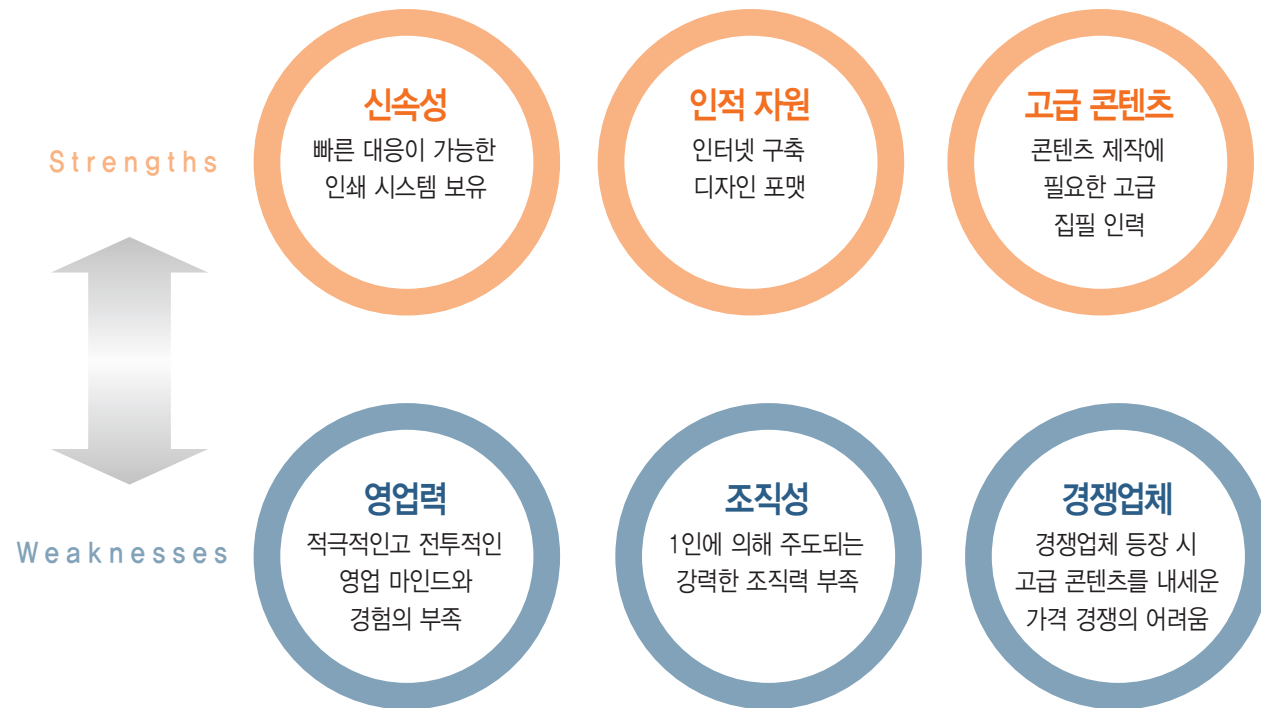 Strengths
신속성
빠른 대응이 가능한
인쇄 시스템 보유
인적 자원
인터넷 구축
디자인 포맷
고급 콘텐츠
콘텐츠 제작에
필요한 고급
집필 인력
Weaknesses
영업력
적극적인고 전투적인
영업 마인드와
경험의 부족
조직성
1인에 의해 주도되는
강력한 조직력 부족
경쟁업체
경쟁업체 등장 시
고급 콘텐츠를 내세운
가격 경쟁의 어려움